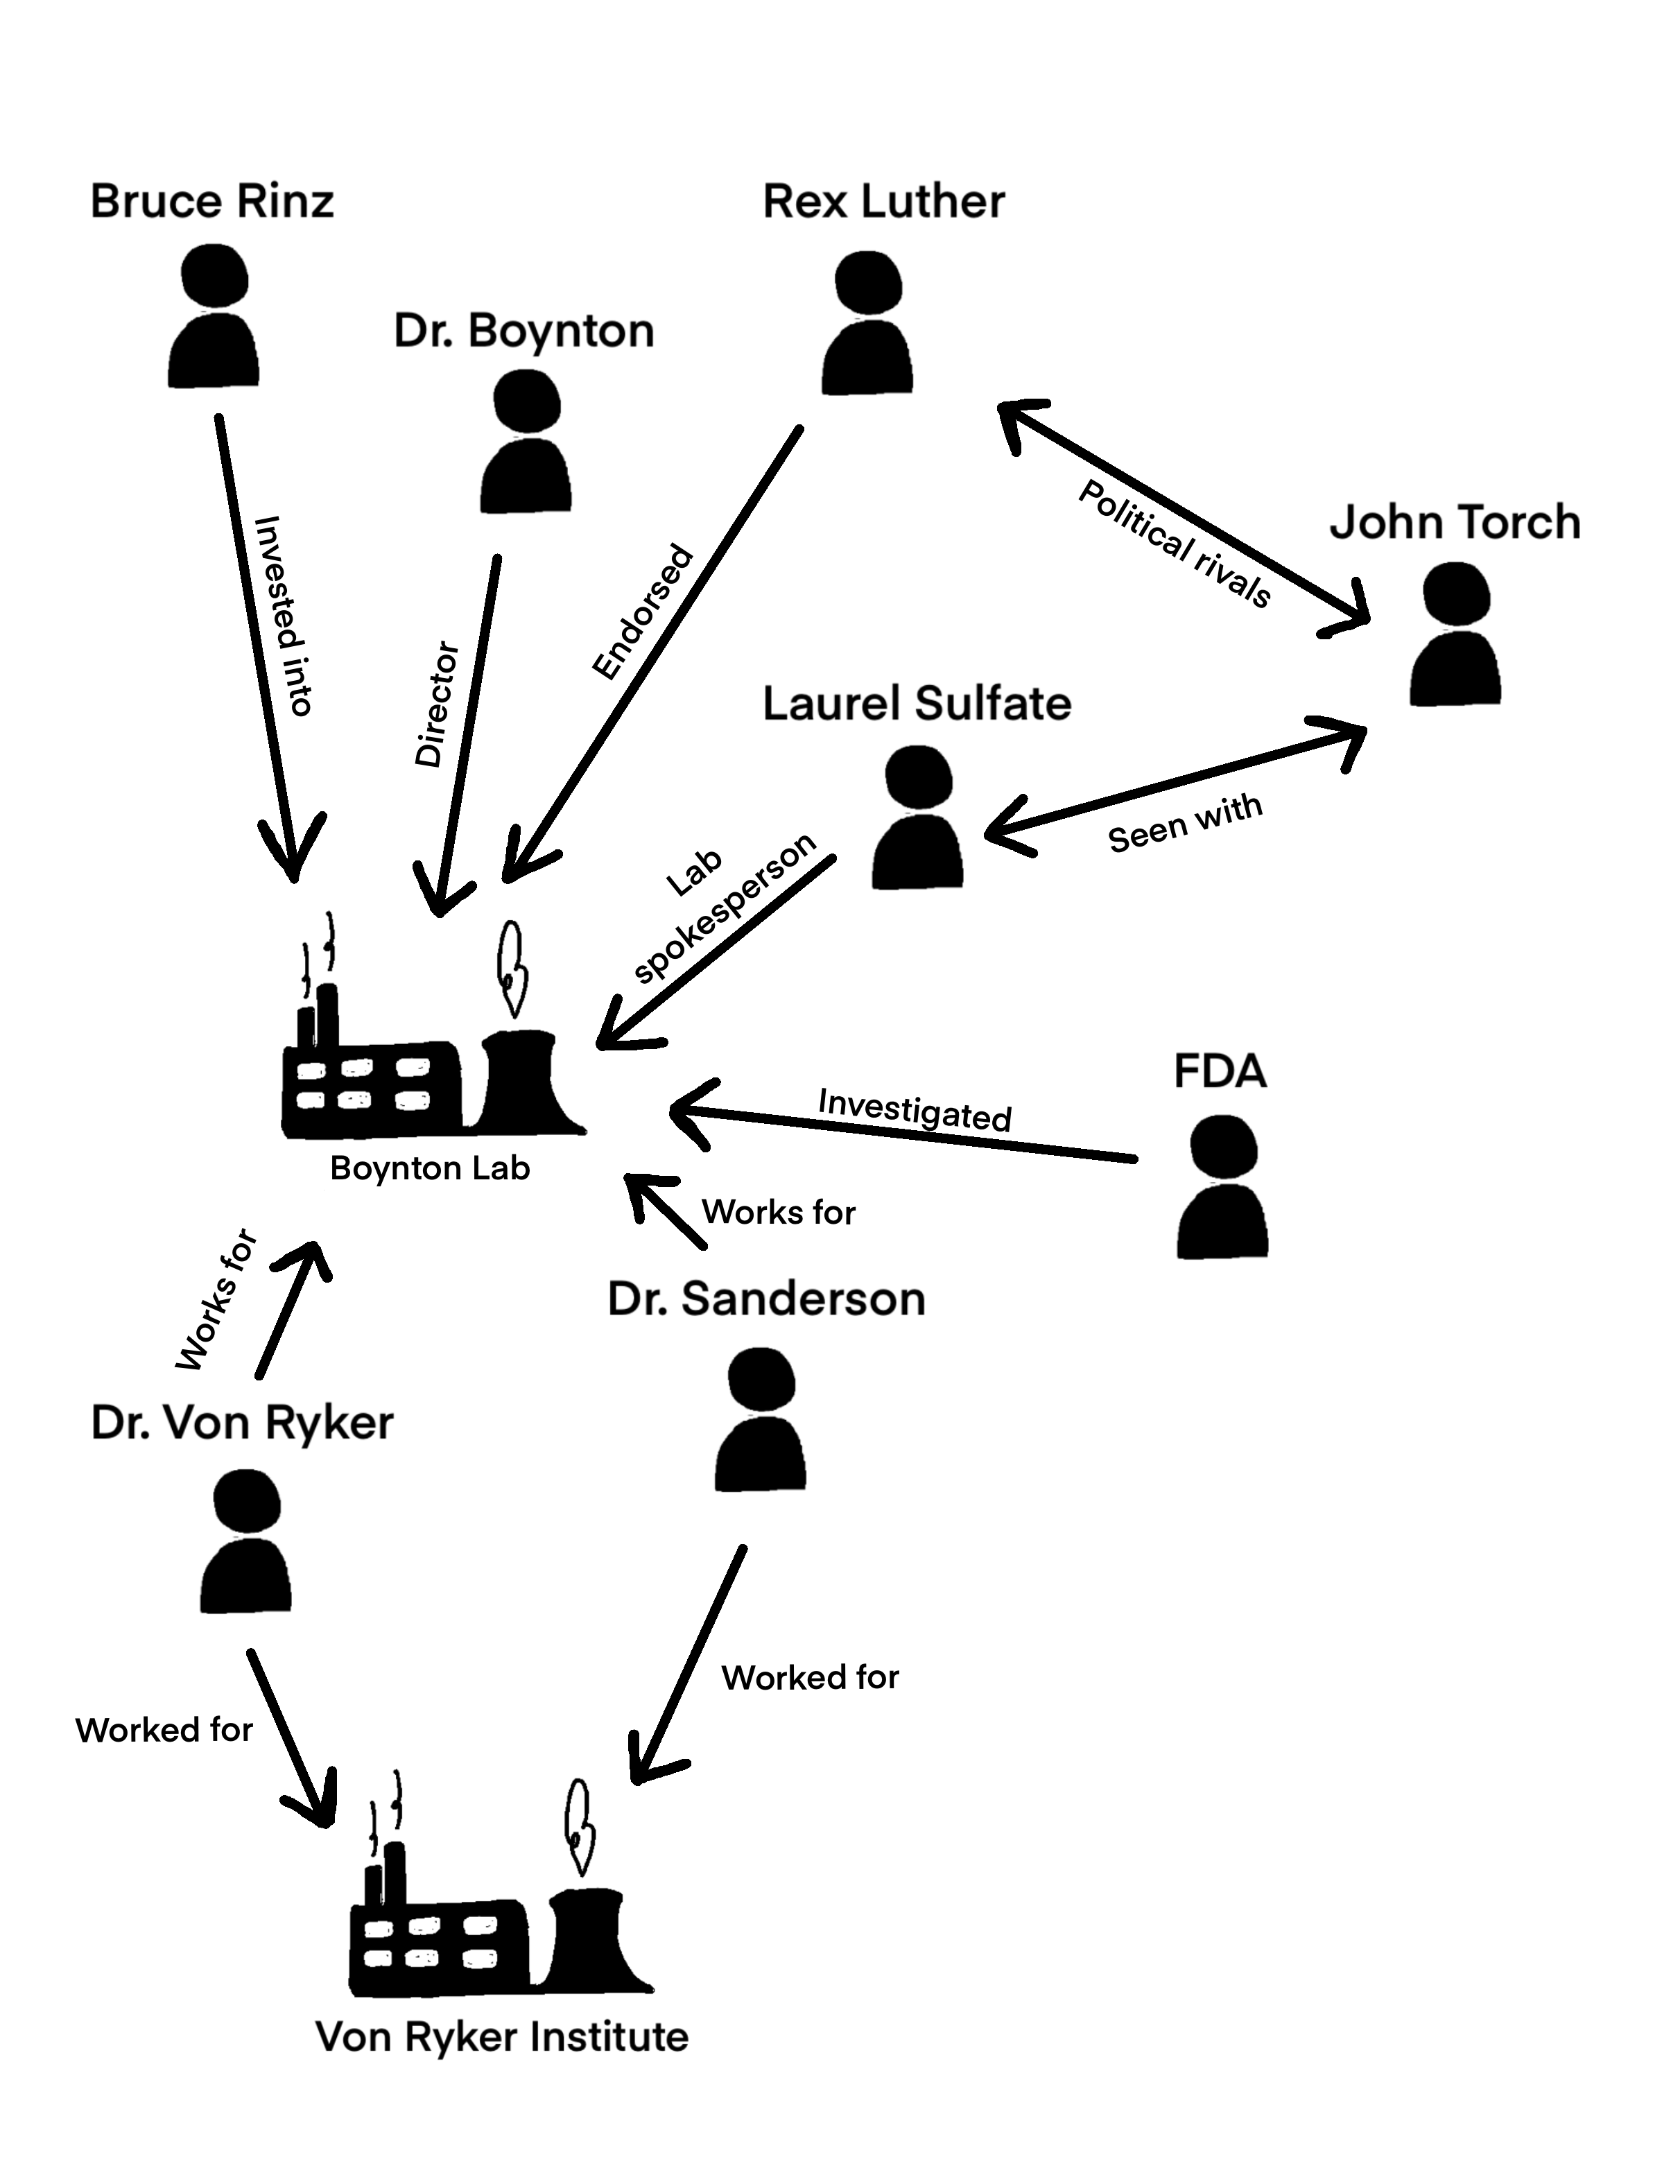 Bruce Rinz
Rex Luther
Dr. Boynton
Invested into
Director
Endorsed
Political rivals
John Torch
Laurel Sulfate
Seen with
Lab
spokesperson
FDA
Investigated
Boynton Lab
Works for
Works for
Dr. Sanderson
Dr. Von Ryker
Worked for
Worked for
Von Ryker Institute